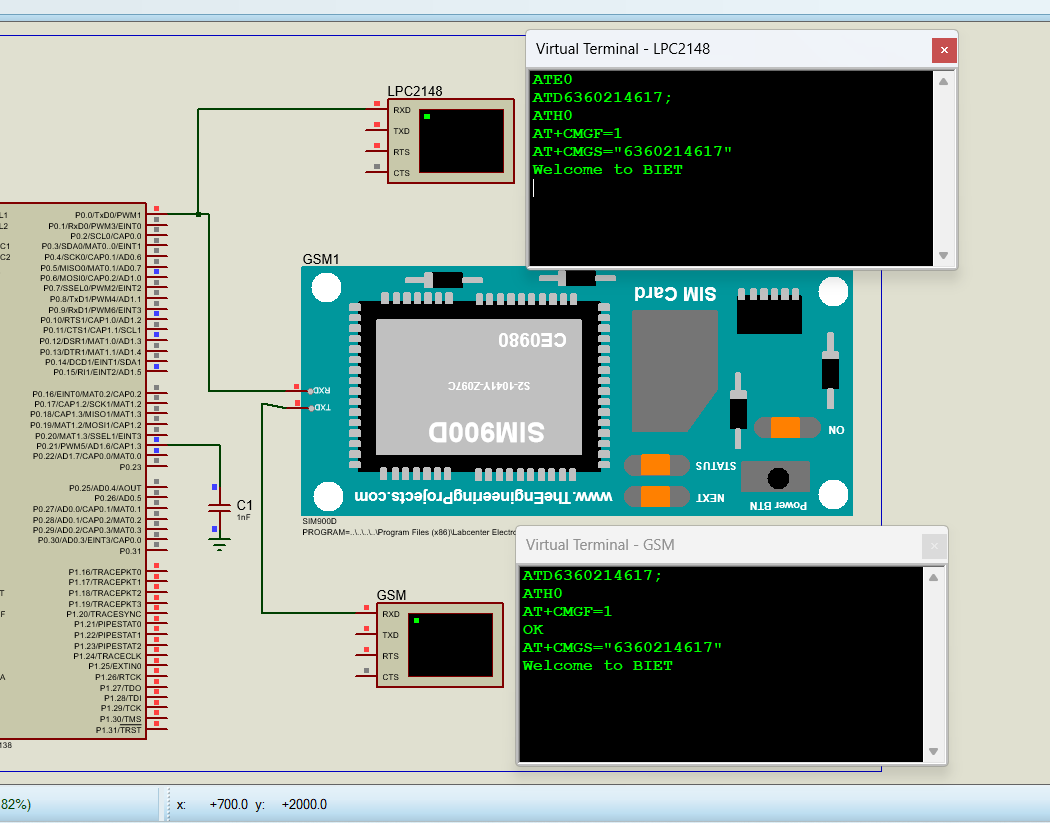 Virtual Terminal - LPC2148
ATE0
ATD6360214617;
ATH0
AT+CMGF=1
AT+CMGS="6360214617"
Welcome to BIET
LPC2148
RXD
TXD
RTS
CTS
L1
L2
C1
C2
P0.0/TxD0/PWM1
P0.1/RxD0/PWM3/EINT0
P0.2/SCL0/CAP0.0
P0.3/SDA0/MAT0..0/EINT1
P0.4/SCK0/CAP0.1/AD0.6
P0.5/MISO0/MAT0.1/AD0.7
P0.6/MOSI0/CAP0.2/AD1.0
P0.7/SSEL0/PWM2/EINT2
P0.8/TxD1/PWM4/AD1.1
P0.9/RxD1/PWM6/EINT3
P0.10/RTS1/CAP1.0/AD1.2
P0.11/CTS1/CAP1.1/SCL1
P0.12/DSR1/MAT1.0/AD1.3
P0.13/DTR1/MAT1.1/AD1.4
P0.14/DCD1/EINT1/SDA1
P0.15/RI1/EINT2/AD1.5
P0.16/EINT0/MAT0.2/CAP0.2
P0.17/CAP1.2/SCK1/MAT1.2
P0.18/CAP1.3/MISO1/MAT1.3
P0.19/MAT1.2/MOSI1/CAP1.2
P0.20/MAT1.3/SSEL1/EINT3
P0.21/PWM5/AD1.6/CAP1.3
P0.22/AD1.7/CAP0.0/MAT0.0
P0.23
P0.25/AD0.4/AOUT
P0.26/AD0.5
P0.27/AD0.0/CAP0.1/MAT0.1
P0.28/AD0.1/CAP0.2/MAT0.2
P0.29/AD0.2/CAP0.3/MAT0.3
P0.30/AD0.3/EINT3/CAP0.0
P0.31
P1.16/TRACEPKT0
P1.17/TRACEPKT1
P1.18/TRACEPKT2
P1.19/TRACEPKT3
P1.20/TRACESYNC
P1.21/PIPESTAT0
P1.22/PIPESTAT1
P1.23/PIPESTAT2
P1.24/TRACECLK
P1.25/EXTIN0
P1.26/RTCK
P1.27/TDO
P1.28/TDI
P1.29/TCK
P1.30/TMS
P1.31/TRST
T
F
A
138
C1
1nF
GSM1
SIM Card
CE0980
S2-1041Y-Z097C
SIM900D
RXD
TXD
ON
STATUS
NEXT
Power BTN
www.TheEngineeringProjects.com
SIM900D
PROGRAM=..\..\..\..\Program Files (x86)\Labcenter Electro
GSM
RXD
TXD
RTS
CTS
Virtual Terminal - GSM
ATD6360214617;
ATH0
AT+CMGF=1
OK
AT+CMGS="6360214617"
Welcome to BIET
82%)
x: +700.0 y: +2000.0